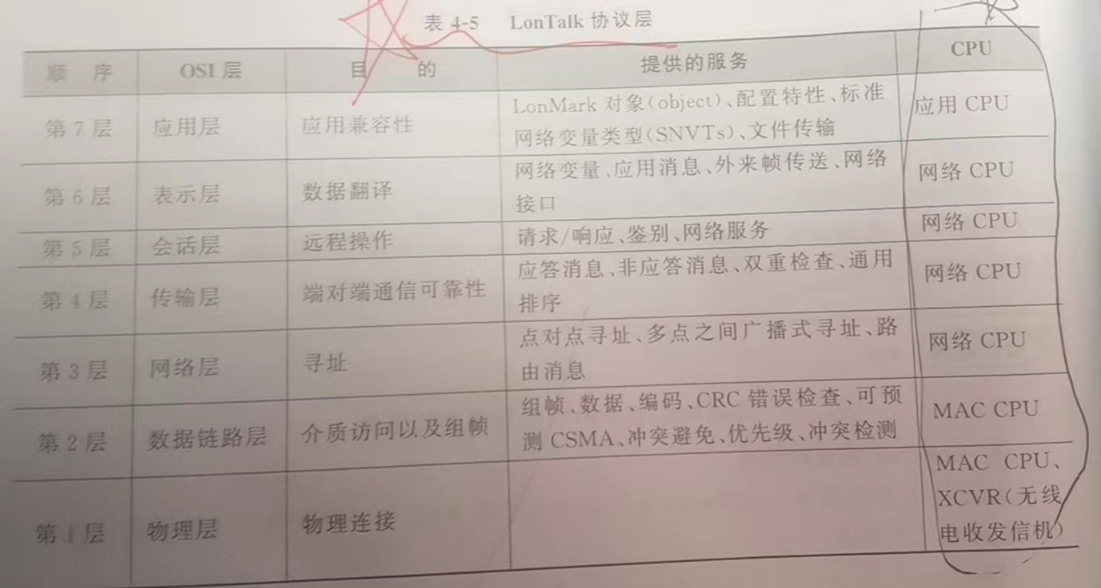 表 4-5 LonTalk 协议层
顺 序 OSI 层 目 的 提供的服务 CPU
第 7 层 应用层 应用兼容性 LonMark 对象(object)、配置特性、标准 应用 CPU
网络变量类型(SNVTs)、文件传输
第 6 层 表示层 数据翻译 网络变量、应用消息、外来帧传送、网络 网络 CPU
接口
第 5 层 会话层 远程操作 请求/响应、鉴别、网络服务 网络 CPU
第 4 层 传输层 端对端通信可靠性 应答消息、非应答消息、双重检查、通用 网络 CPU
排序
第 3 层 网络层 寻址 点对点寻址、多点之间广播式寻址、路 网络 CPU
由消息
第 2 层 数据链路层 介质访问以及组帧 组帧、数据、编码、CRC 错误检查、可预 MAC CPU
测 CSMA、冲突避免、优先级、冲突检测
第 1 层 物理层 物理连接 MAC CPU、
XCVR(无线
电收发信机)